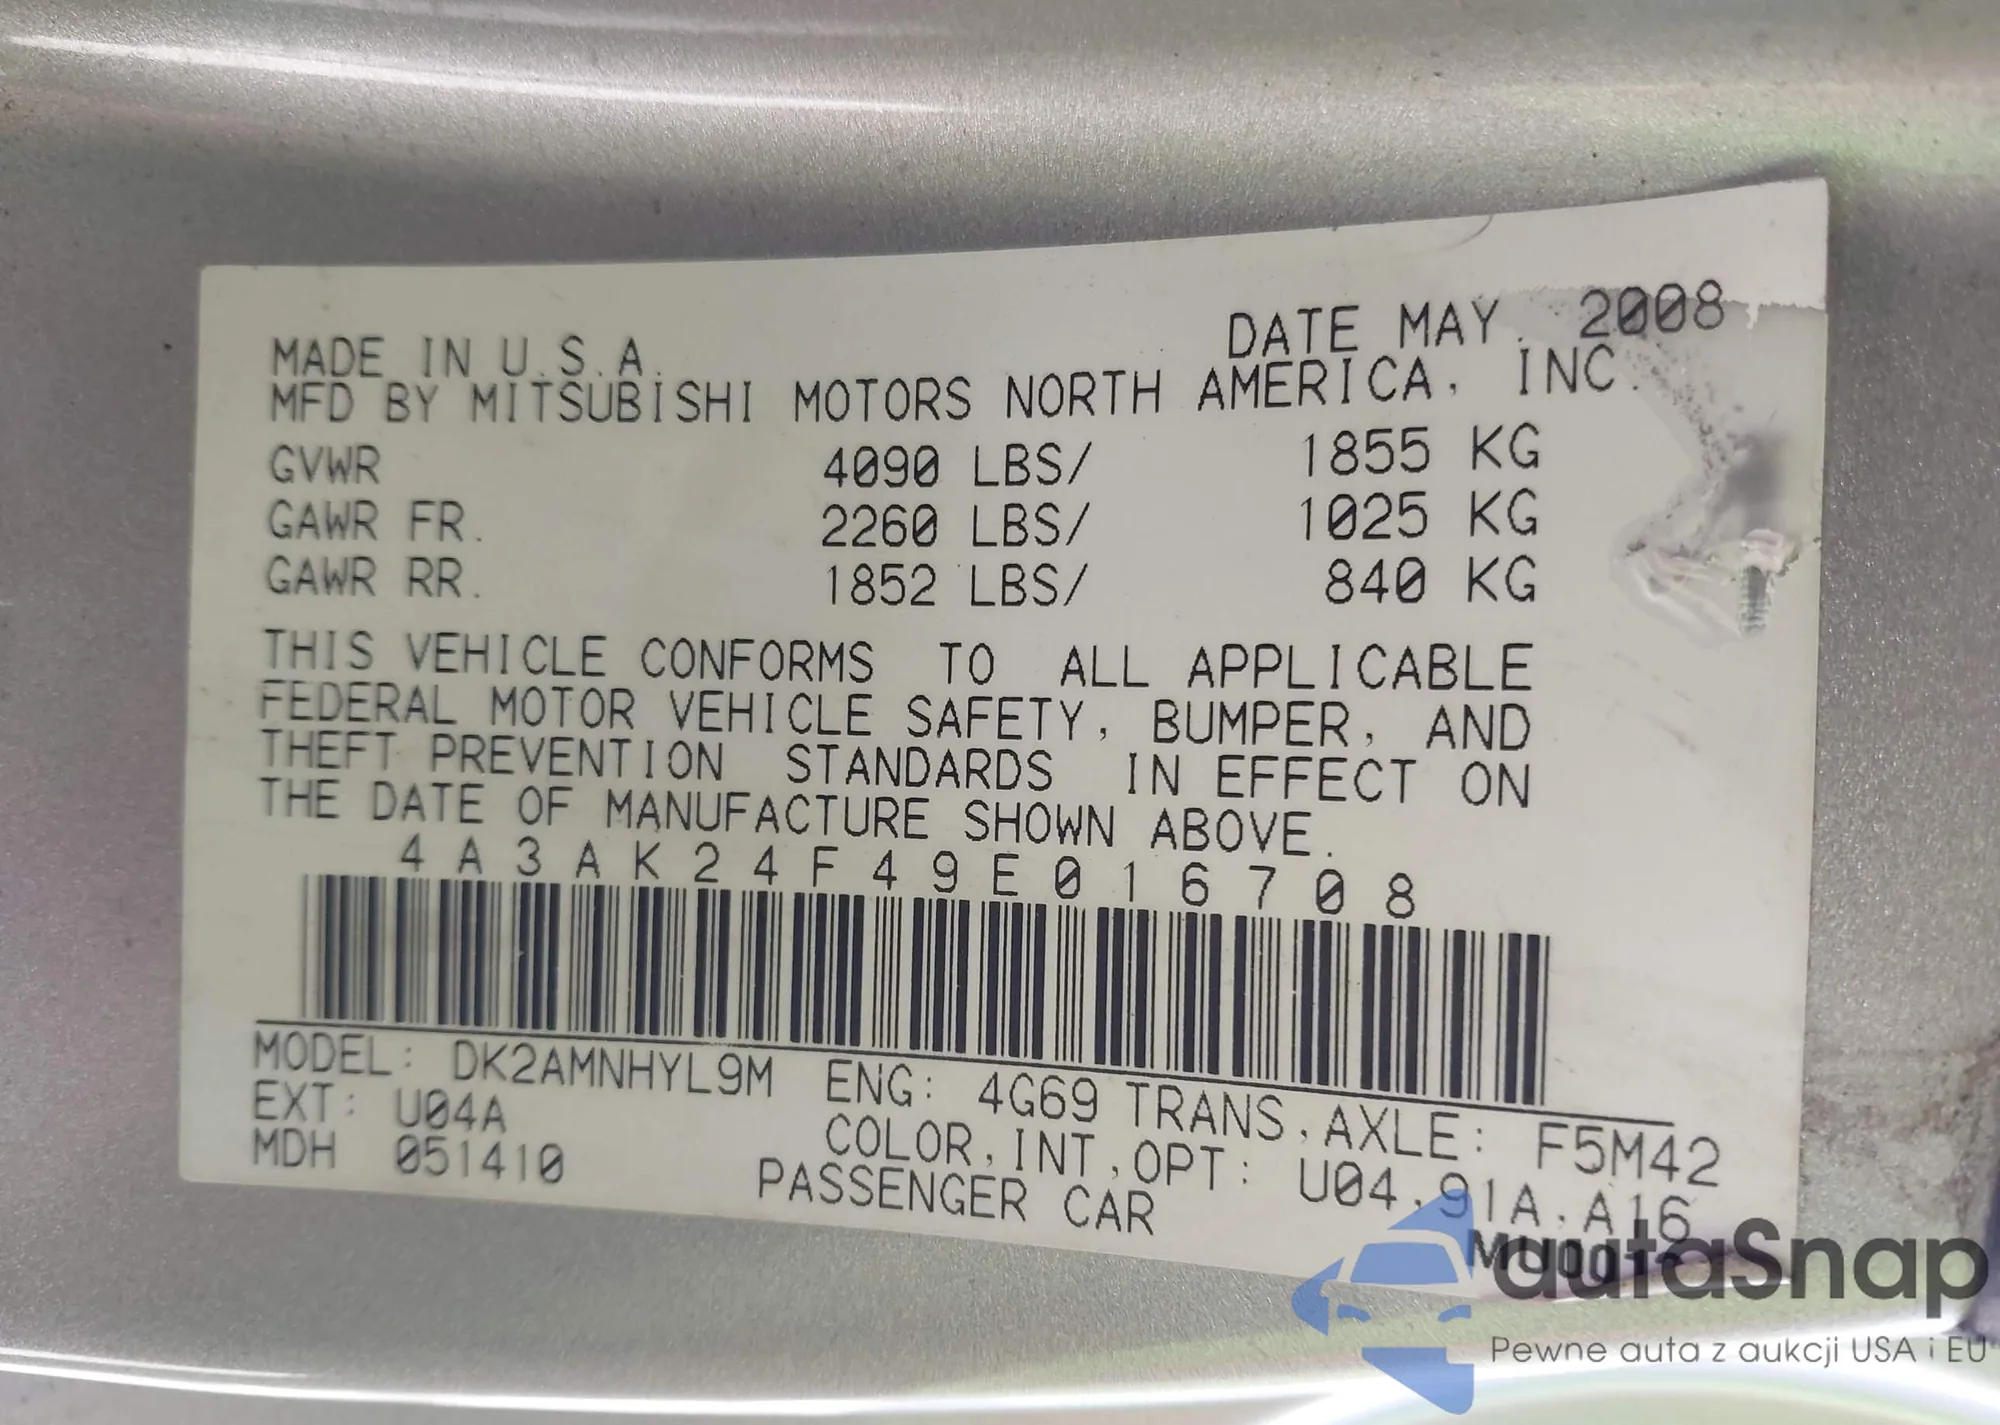 DATE MAY. 2008
MADE IN U.S.A.
MFD BY MITSUBISHI MOTORS NORTH AMERICA, INC.
GVWR 4090 LBS/ 1855 KG
GAWR FR. 2260 LBS/ 1025 KG
GAWR RR. 1852 LBS/ 840 KG
THIS VEHICLE CONFORMS TO ALL APPLICABLE
FEDERAL MOTOR VEHICLE SAFETY, BUMPER, AND
THEFT PREVENTION STANDARDS IN EFFECT ON
THE DATE OF MANUFACTURE SHOWN ABOVE.
4A3AK24F49E016708
MODEL: DK2AMNHYL9M ENG: 4G69 TRANS,AXLE: F5M42
EXT: U04A COLOR,INT,OPT: U04,91A,A16
MDH 051410 PASSENGER CAR
autaSnap
Pewne auta z aukcji USA i EU